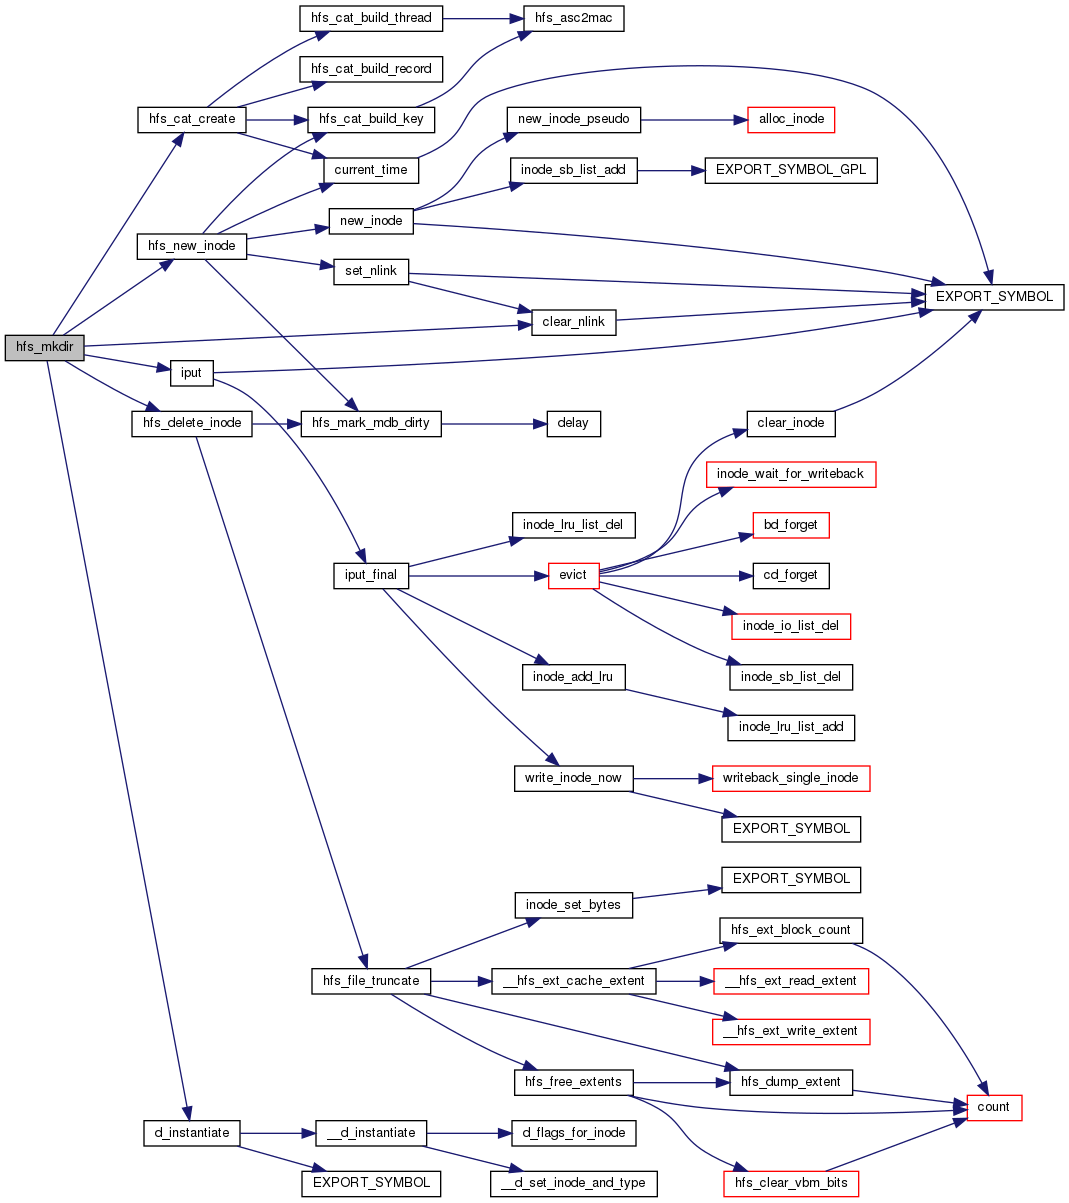 hfs_cat_build_thread
hfs_asc2mac
hfs_cat_build_record
hfs_cat_create
hfs_cat_build_key
new_inode_pseudo
alloc_inode
current_time
inode_sb_list_add
EXPORT_SYMBOL_GPL
new_inode
hfs_new_inode
set_nlink
EXPORT_SYMBOL
clear_nlink
hfs_mkdir
iput
hfs_delete_inode
hfs_mark_mdb_dirty
delay
clear_inode
inode_wait_for_writeback
inode_lru_list_del
bd_forget
iput_final
evict
cd_forget
inode_io_list_del
inode_add_lru
inode_sb_list_del
inode_lru_list_add
write_inode_now
writeback_single_inode
EXPORT_SYMBOL
EXPORT_SYMBOL
inode_set_bytes
hfs_ext_block_count
hfs_file_truncate
__hfs_ext_cache_extent
__hfs_ext_read_extent
__hfs_ext_write_extent
hfs_free_extents
hfs_dump_extent
count
d_instantiate
__d_instantiate
d_flags_for_inode
EXPORT_SYMBOL
__d_set_inode_and_type
hfs_clear_vbm_bits